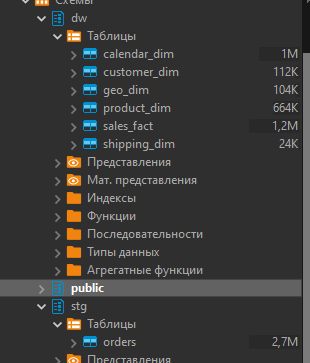 Схемы
dw
Таблицы
calendar_dim 1M
customer_dim 112K
geo_dim 104K
product_dim 664K
sales_fact 1,2M
shipping_dim 24K
Представления
Мат. представления
Индексы
Функции
Последовательности
Типы данных
Агрегатные функции
public
stg
Таблицы
orders 2,7M
Представления